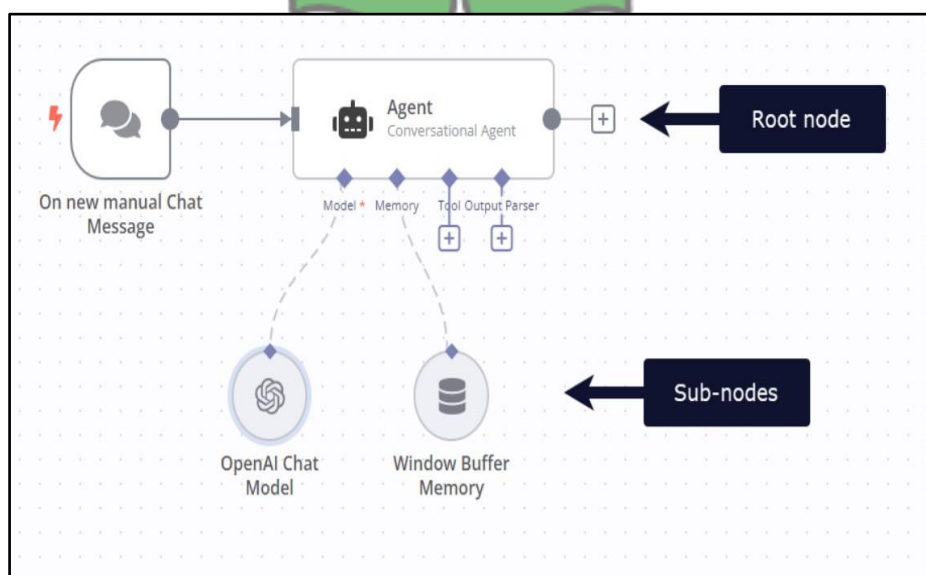 Agent
Conversational Agent
Root node
On new manual Chat
Message
Model * Memory Tool Output Parser
Sub-nodes
OpenAI Chat
Model
Window Buffer
Memory